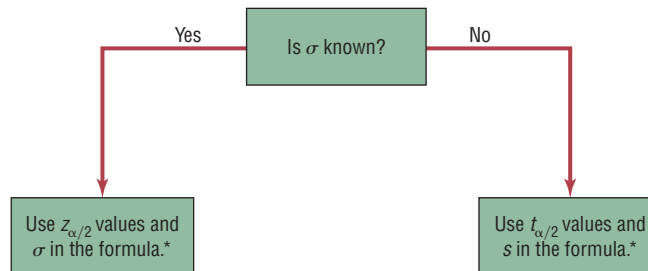 Is σ known?
Yes
No
Use z_{α/2} values and
σ in the formula.*
Use t_{α/2} values and
s in the formula.*